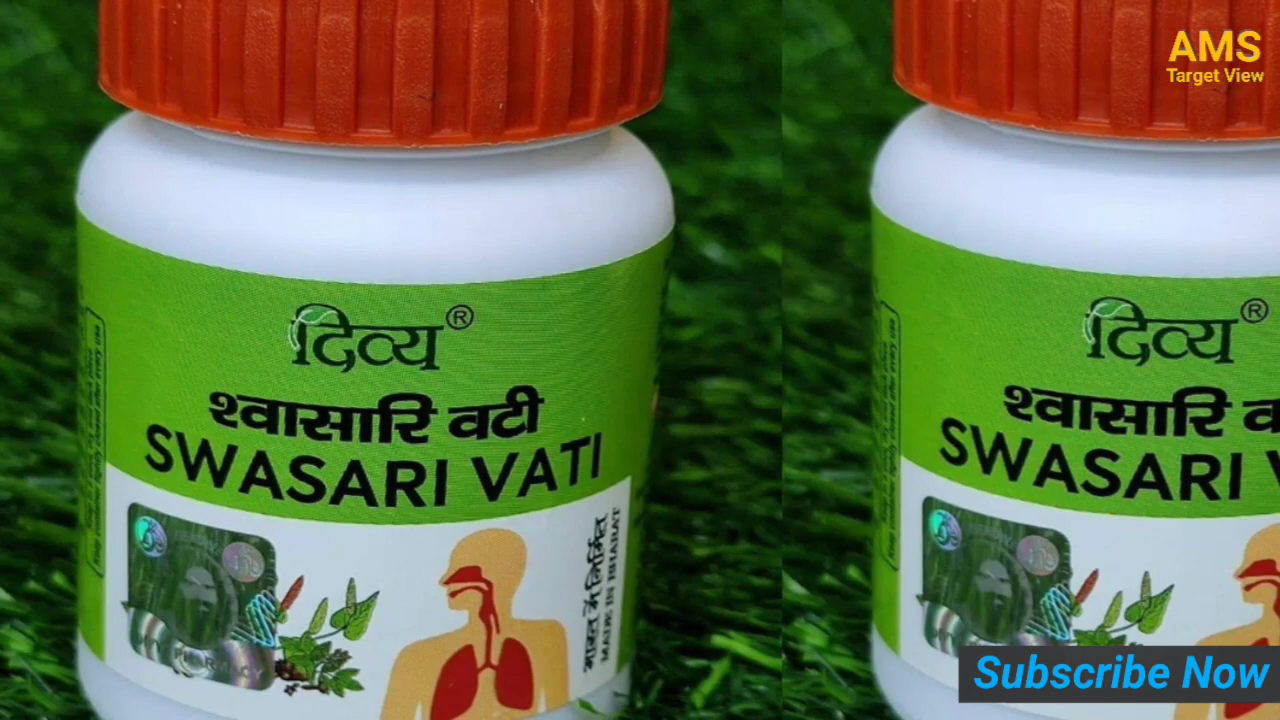 AMS
Target View
दिव्य®
श्वासारि वटी
SWASARI VATI
भारत में निर्मित
MADE IN BHARAT
दिव्य®
श्वासारि
SWASARI
Subscribe Now